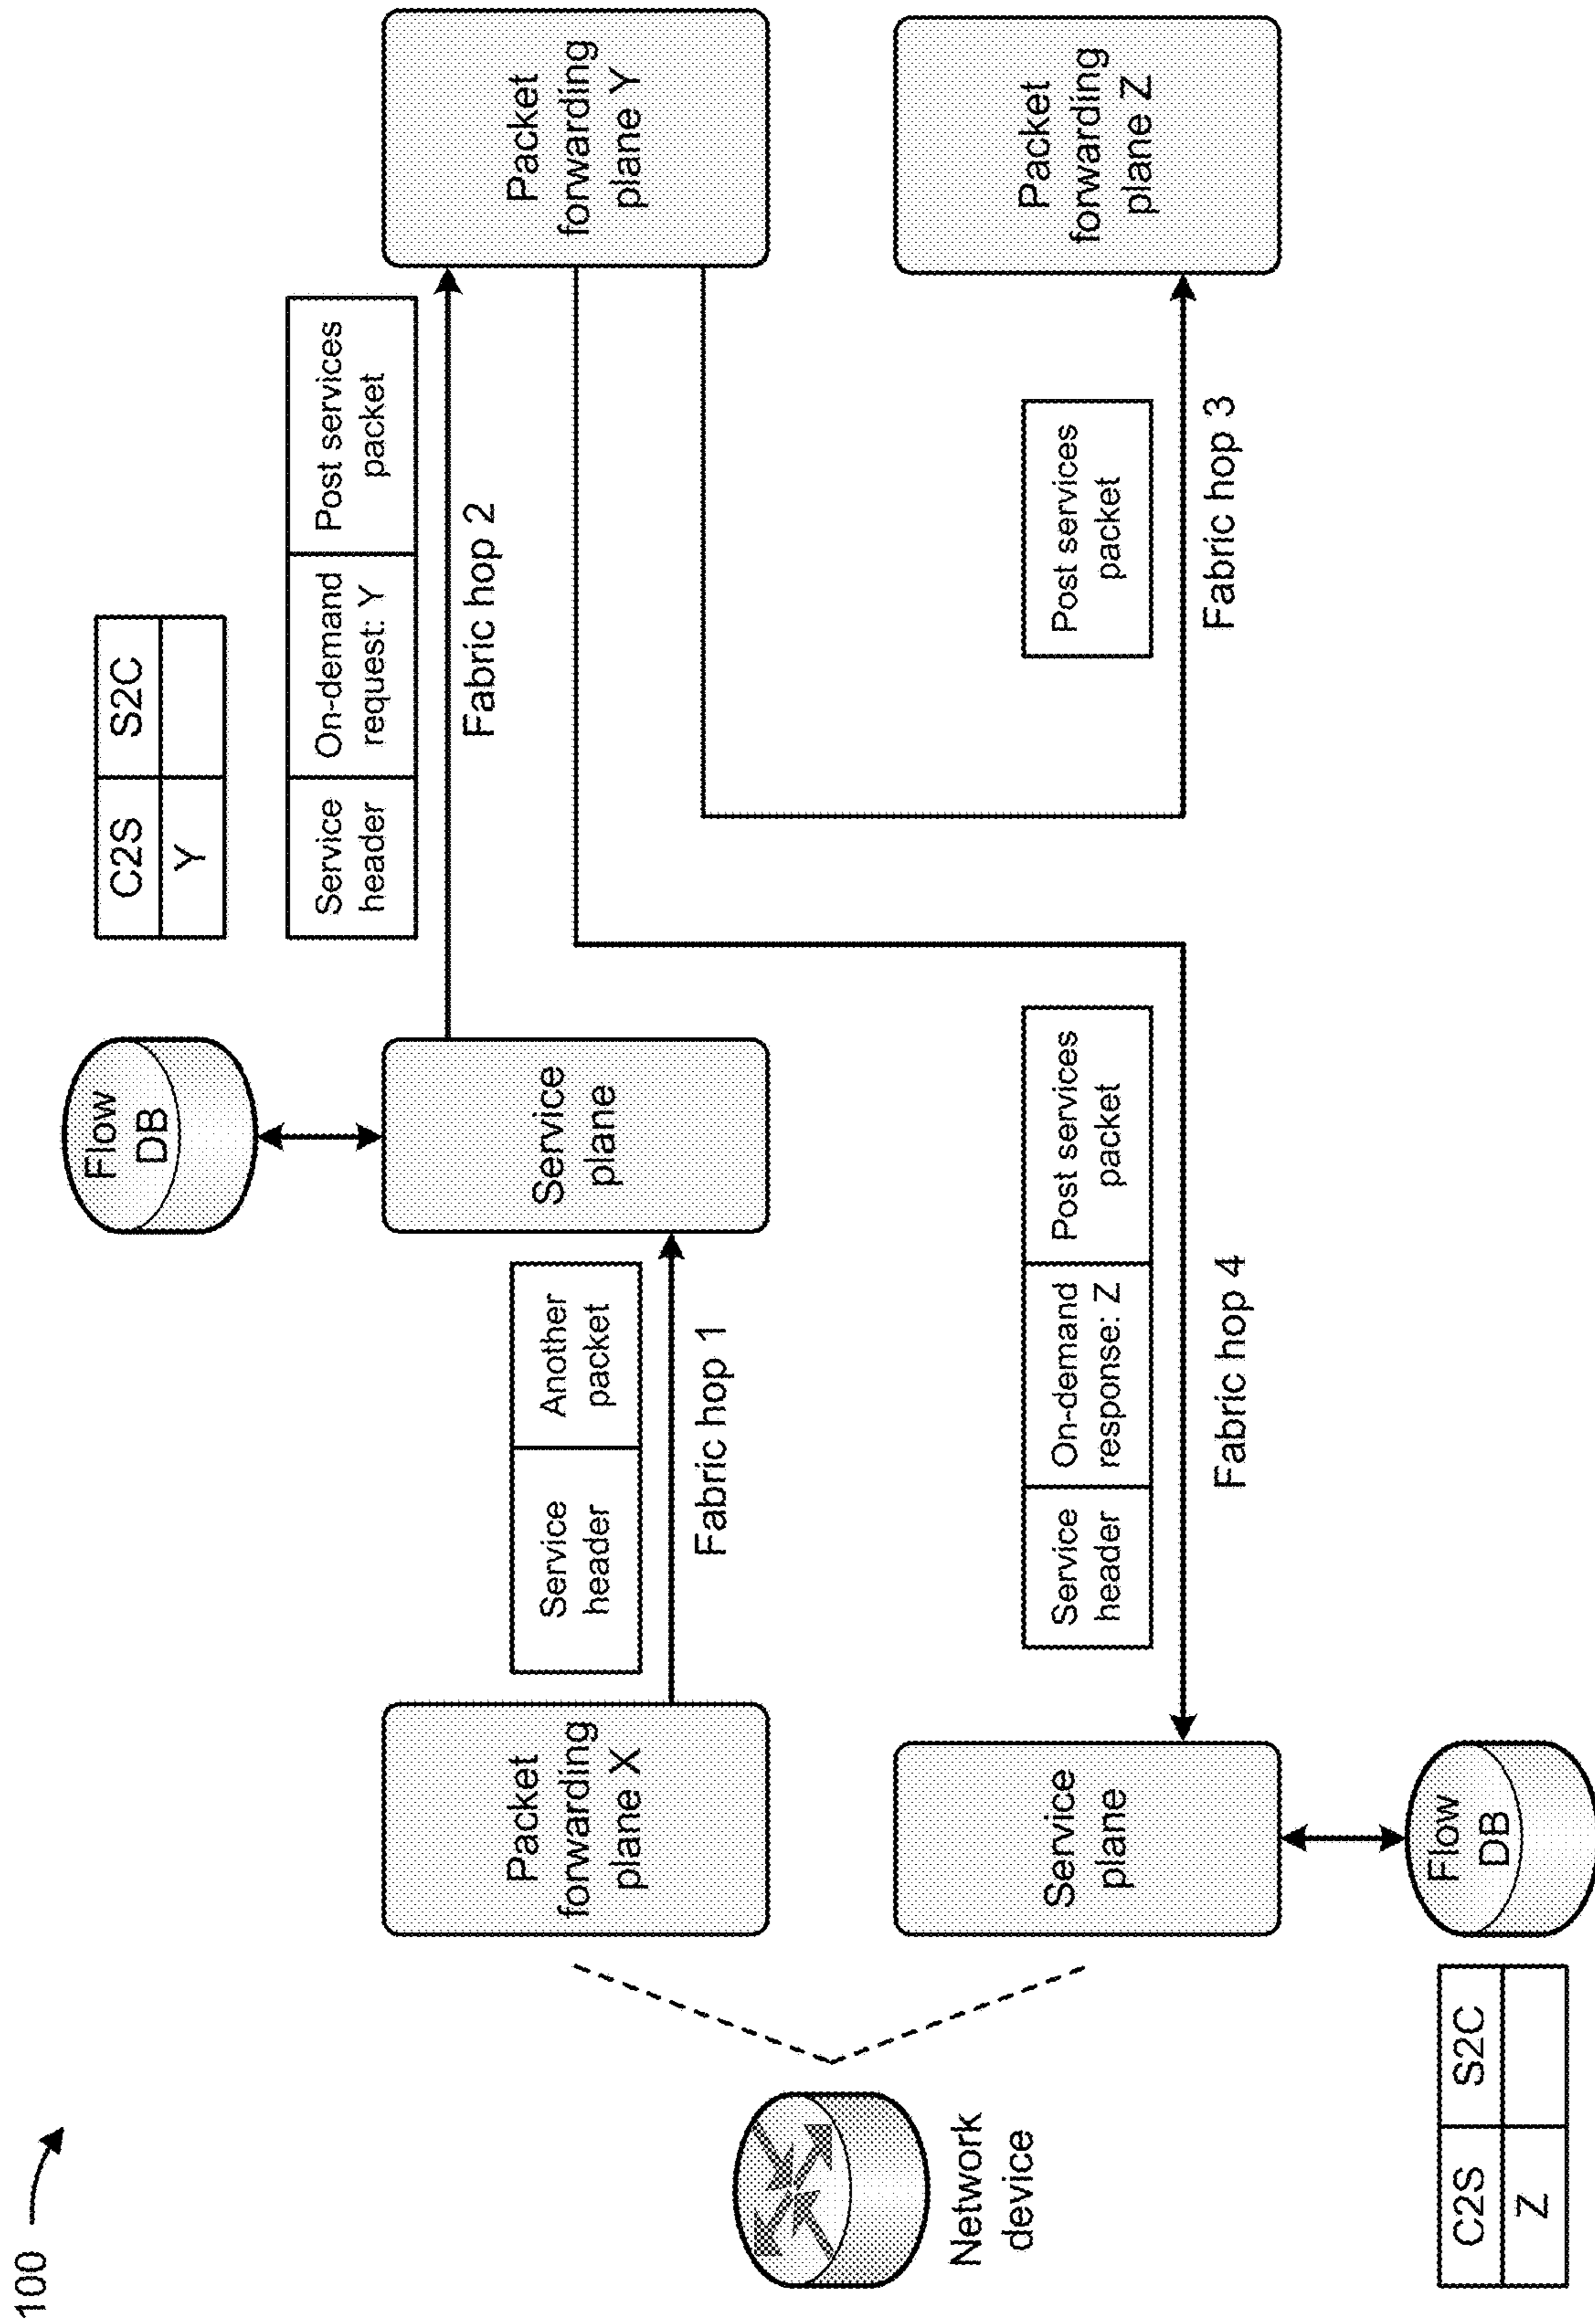 100
Flow
DB
C2S S2C
Y
Service
header
On-demand
request: Y
Post services
packet
Packet
forwarding
plane X
Service
header
Another
packet
Fabric hop 1
Service
plane
Fabric hop 2
Packet
forwarding
plane Y
Network
device
Service
plane
Service
header
On-demand
response: Z
Post services
packet
Fabric hop 4
Post services
packet
Fabric hop 3
Packet
forwarding
plane Z
C2S S2C
Z
Flow
DB